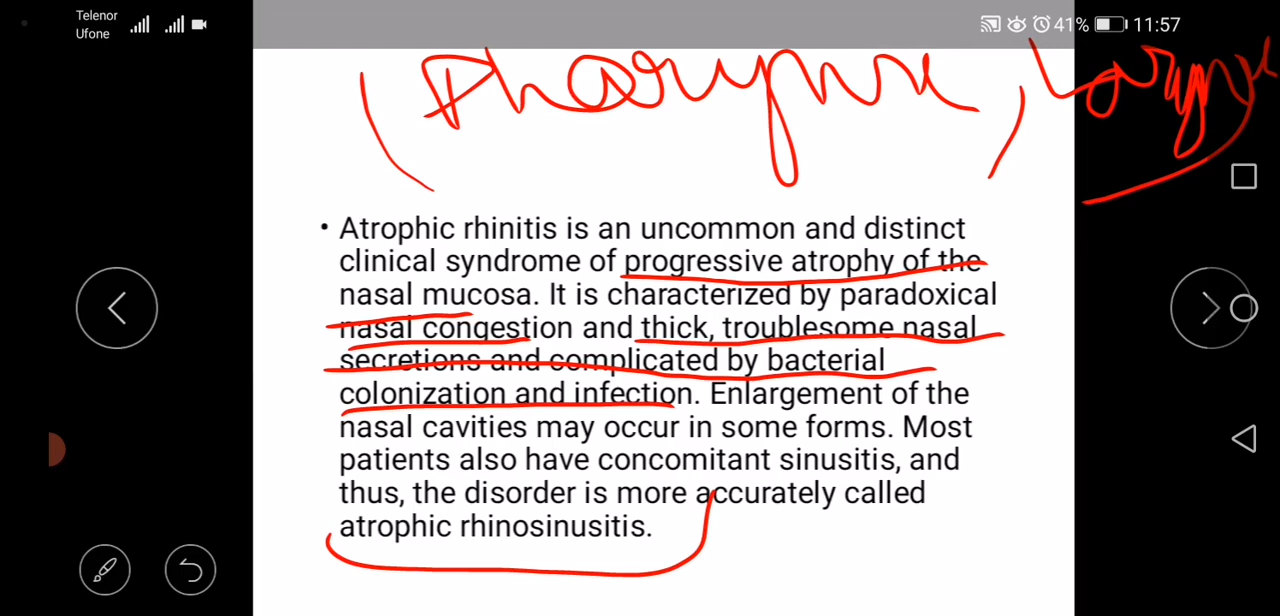 Telenor
Ufone
41% 11:57
(Pharynx, Larynx
• Atrophic rhinitis is an uncommon and distinct
clinical syndrome of progressive atrophy of the
nasal mucosa. It is characterized by paradoxical
nasal congestion and thick, troublesome nasal
secretions and complicated by bacterial
colonization and infection. Enlargement of the
nasal cavities may occur in some forms. Most
patients also have concomitant sinusitis, and
thus, the disorder is more accurately called
atrophic rhinosinusitis.